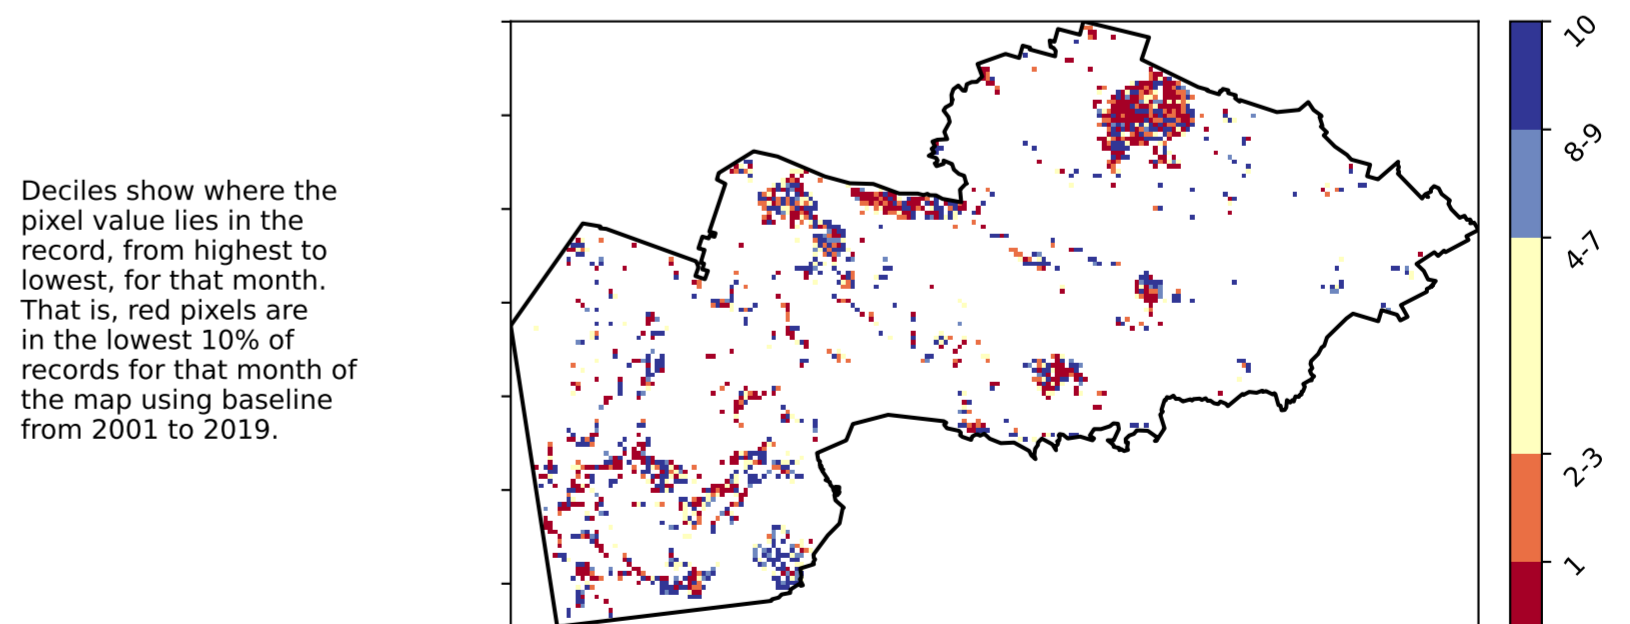 Deciles show where the
pixel value lies in the
record, from highest to
lowest, for that month.
That is, red pixels are
in the lowest 10% of
records for that month of
the map using baseline
from 2001 to 2019.
10
8-9
4-7
2-3
1